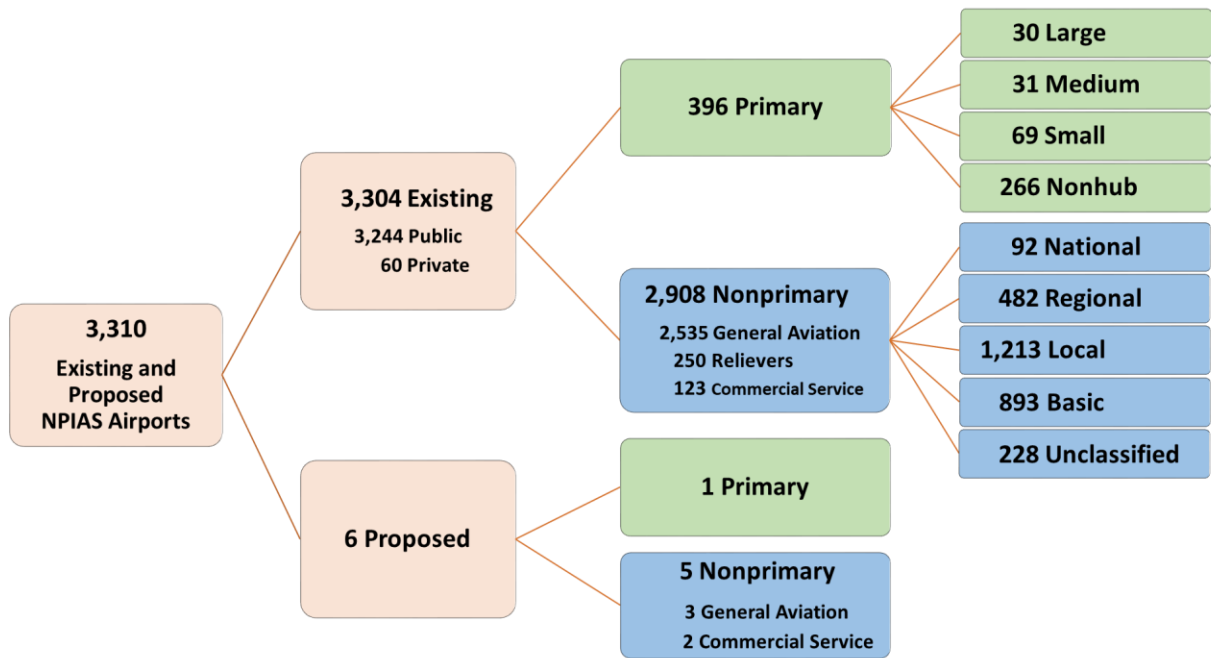 3,310
Existing and
Proposed
NPIAS Airports
3,304 Existing
3,244 Public
60 Private
6 Proposed
396 Primary
2,908 Nonprimary
2,535 General Aviation
250 Relievers
123 Commercial Service
1 Primary
5 Nonprimary
3 General Aviation
2 Commercial Service
30 Large
31 Medium
69 Small
266 Nonhub
92 National
482 Regional
1,213 Local
893 Basic
228 Unclassified